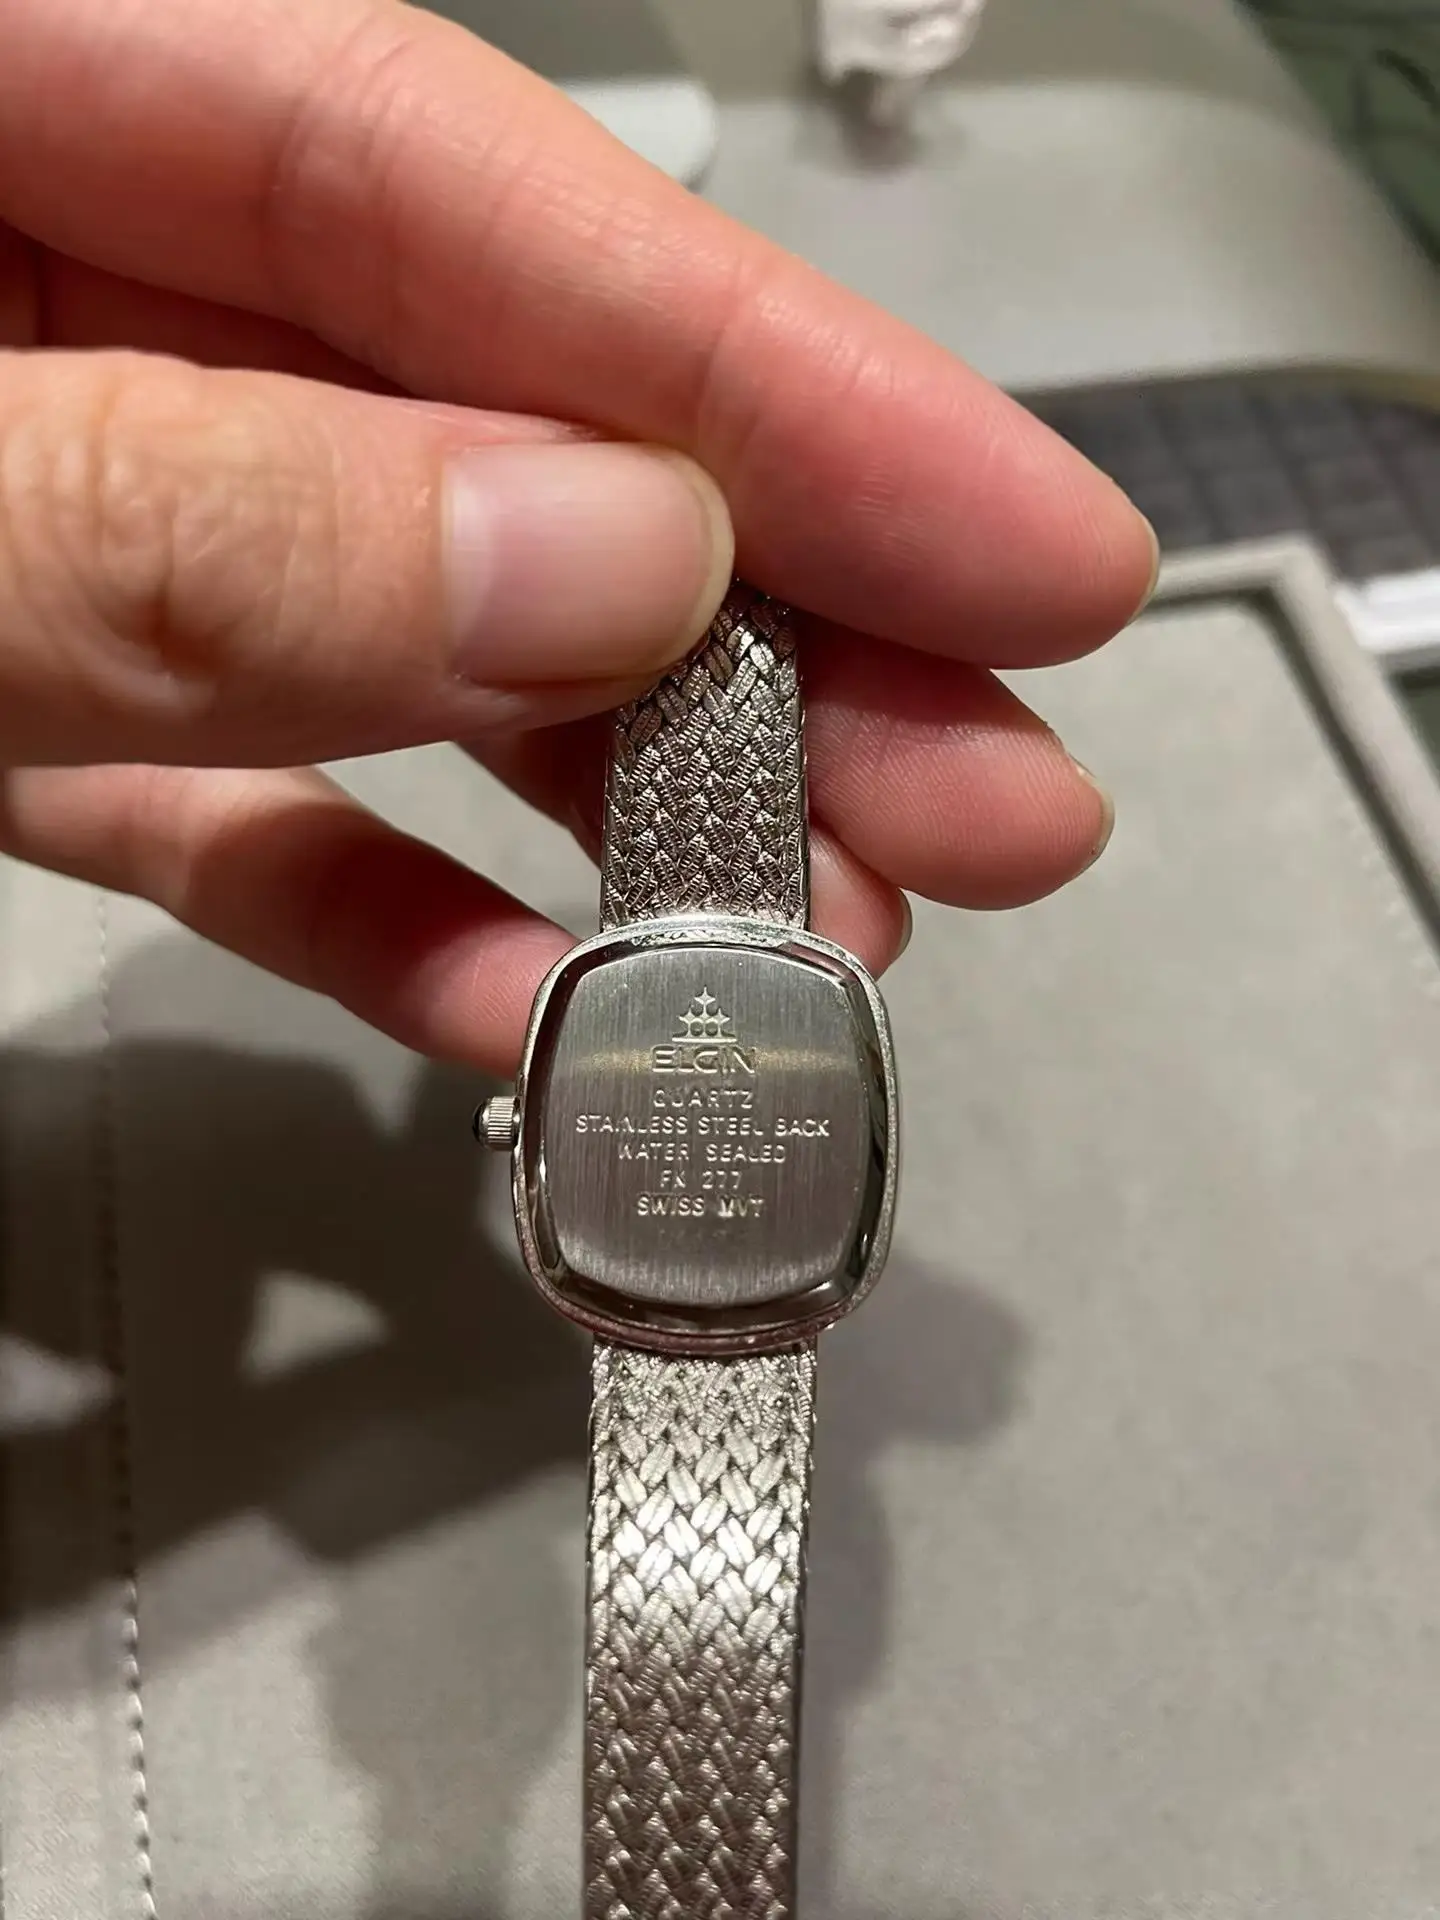 ELGIN
QUARTZ
STAINLESS STEEL BACK
WATER SEALED
FK 277
SWISS MVT